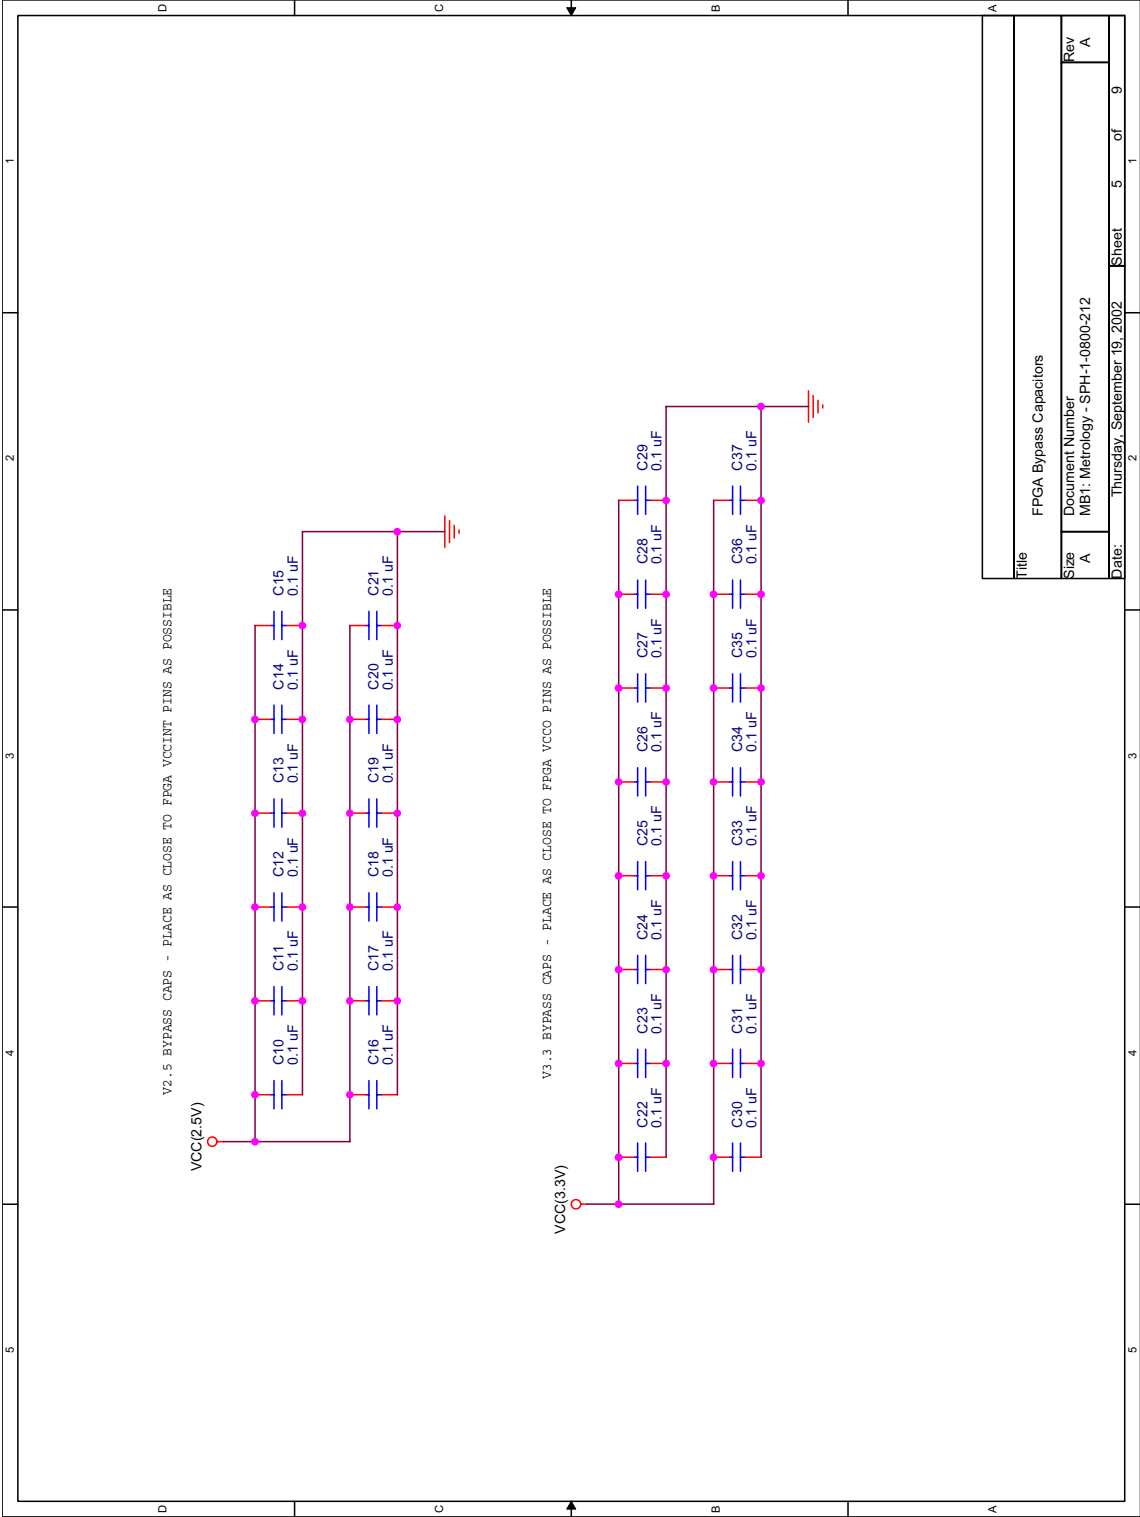 5
4
3
2
1
D
D
C
C
B
B
A
A
V2.5 BYPASS CAPS - PLACE AS CLOSE TO FPGA VCCINT PINS AS POSSIBLE
VCC(2.5V)
C10
0.1 uF
C11
0.1 uF
C12
0.1 uF
C13
0.1 uF
C14
0.1 uF
C15
0.1 uF
C16
0.1 uF
C17
0.1 uF
C18
0.1 uF
C19
0.1 uF
C20
0.1 uF
C21
0.1 uF
V3.3 BYPASS CAPS - PLACE AS CLOSE TO FPGA VCCO PINS AS POSSIBLE
VCC(3.3V)
C22
0.1 uF
C23
0.1 uF
C24
0.1 uF
C25
0.1 uF
C26
0.1 uF
C27
0.1 uF
C28
0.1 uF
C29
0.1 uF
C30
0.1 uF
C31
0.1 uF
C32
0.1 uF
C33
0.1 uF
C34
0.1 uF
C35
0.1 uF
C36
0.1 uF
C37
0.1 uF
Title
FPGA Bypass Capacitors
Size
A
Document Number
MB1: Metrology - SPH-1-0800-212
Rev
A
Date: Thursday, September 19, 2002 Sheet 5 of 9
5
4
3
2
1